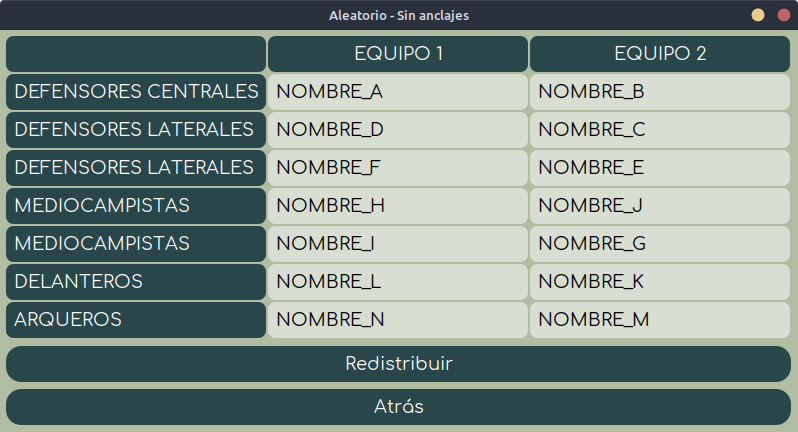 Aleatorio - Sin anclajes
EQUIPO 1 EQUIPO 2
DEFENSORES CENTRALES NOMBRE_A NOMBRE_B
DEFENSORES LATERALES NOMBRE_D NOMBRE_C
DEFENSORES LATERALES NOMBRE_F NOMBRE_E
MEDIOCAMPISTAS NOMBRE_H NOMBRE_J
MEDIOCAMPISTAS NOMBRE_I NOMBRE_G
DELANTEROS NOMBRE_L NOMBRE_K
ARQUEROS NOMBRE_N NOMBRE_M
Redistribuir
Atrás